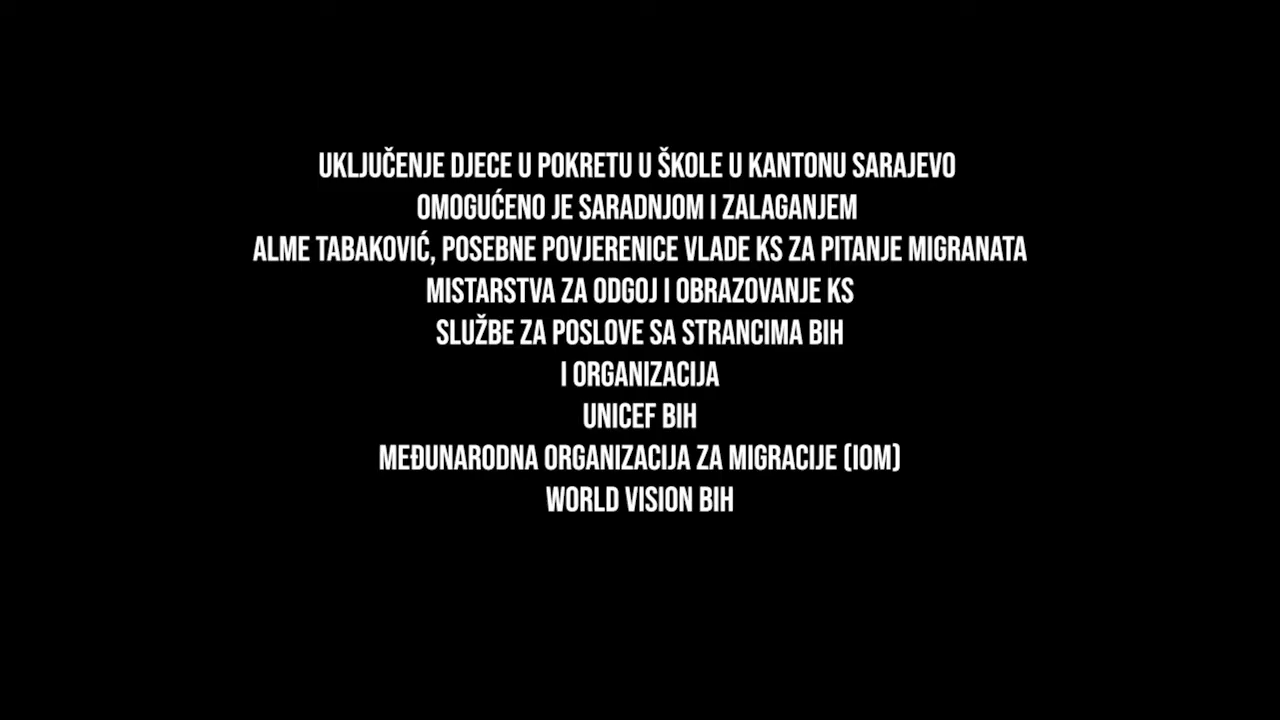 UKLJUČENJE DJECE U POKRETU U ŠKOLE U KANTONU SARAJEVO
OMOGUĆENO JE SARADNJOM I ZALAGANJEM
ALME TABAKOVIĆ, POSEBNE POVJERENICE VLADE KS ZA PITANJE MIGRANATA
MISTARSTVA ZA ODGOJ I OBRAZOVANJE KS
SLUŽBE ZA POSLOVE SA STRANCIMA BIH
I ORGANIZACIJA
UNICEF BIH
MEĐUNARODNA ORGANIZACIJA ZA MIGRACIJE (IOM)
WORLD VISION BIH